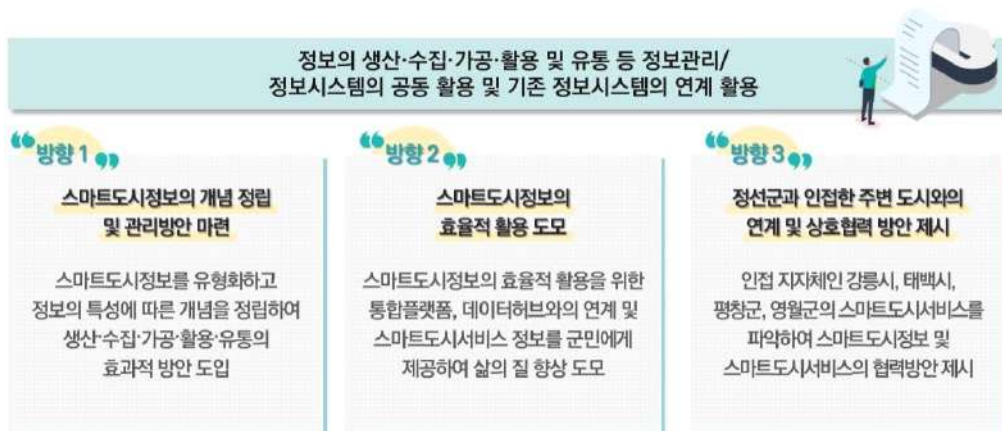 정보의 생산·수집·가공·활용 및 유통 등 정보관리/
정보시스템의 공동 활용 및 기존 정보시스템의 연계 활용
“방향 1”
스마트도시정보의 개념 정립
및 관리방안 마련
스마트도시정보를 유형화하고
정보의 특성에 따른 개념을 정립하여
생산·수집·가공·활용·유통의
효과적 방안 도입
“방향 2”
스마트도시정보의
효율적 활용 도모
스마트도시정보의 효율적 활용을 위한
통합플랫폼, 데이터허브와의 연계 및
스마트도시서비스 정보를 군민에게
제공하여 삶의 질 향상 도모
“방향 3”
정선군과 인접한 주변 도시와의
연계 및 상호협력 방안 제시
인접 지자체인 강릉시, 태백시,
평창군, 영월군의 스마트도시서비스를
파악하여 스마트도시정보 및
스마트도시서비스의 협력방안 제시